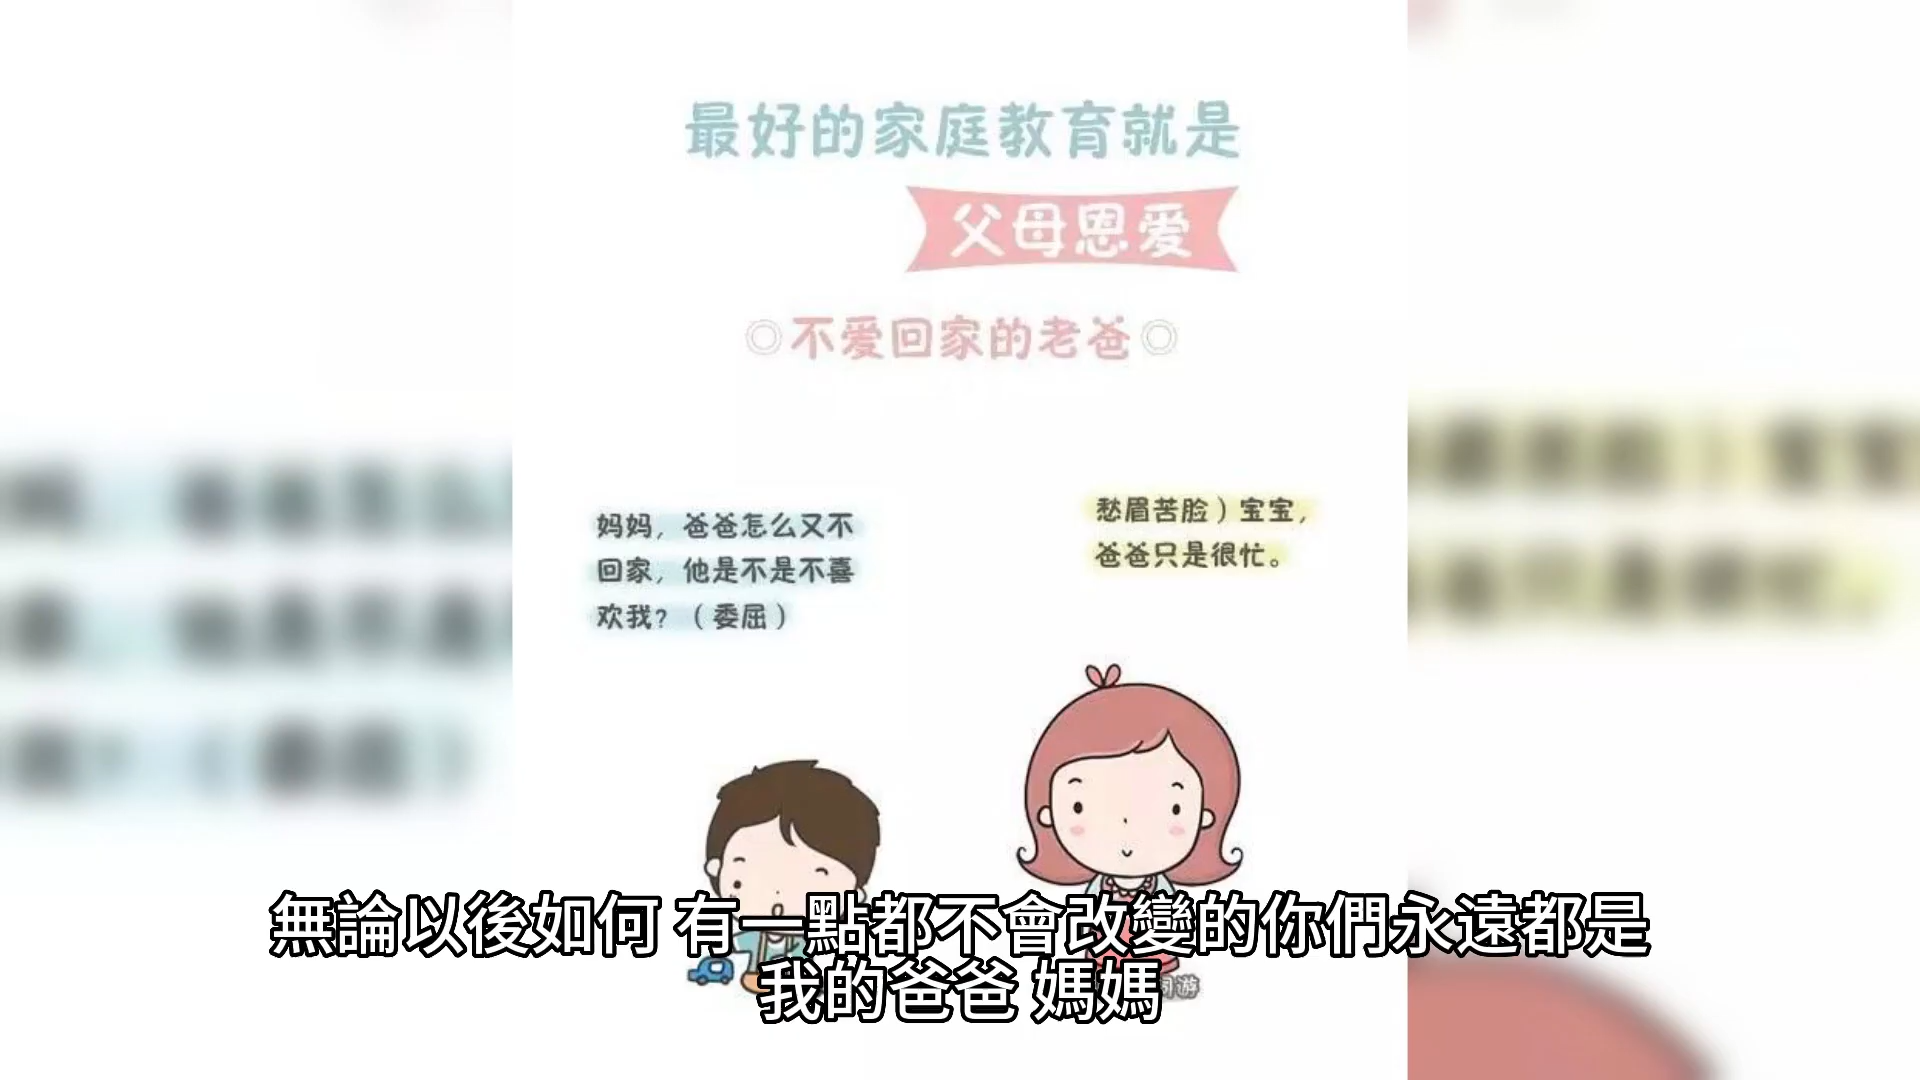 最好的家庭教育就是
父母恩爱
◎不爱回家的老爸◎
妈妈，爸爸怎么又不
回家，他是不是不喜
欢我？（委屈）
愁眉苦脸）宝宝，
爸爸只是很忙。
無論以後如何 有一點都不會改變的你們永遠都是
我的爸爸 媽媽